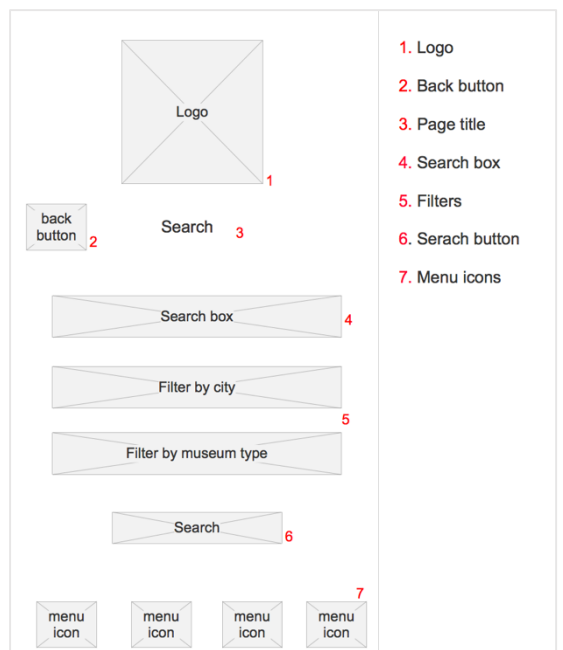 Logo
1
back
button
2
Search
3
Search box
4
Filter by city
5
Filter by museum type
Search
6
7
menu
icon
menu
icon
menu
icon
menu
icon
1. Logo
2. Back button
3. Page title
4. Search box
5. Filters
6. Serach button
7. Menu icons